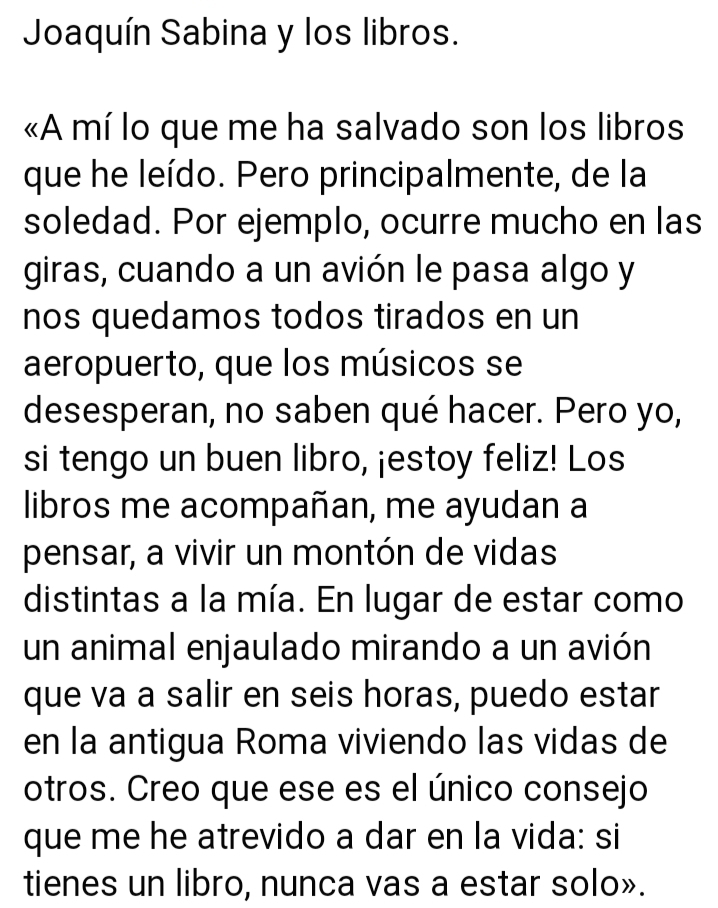 Joaquín Sabina y los libros.
«A mí lo que me ha salvado son los libros
que he leído. Pero principalmente, de la
soledad. Por ejemplo, ocurre mucho en las
giras, cuando a un avión le pasa algo y
nos quedamos todos tirados en un
aeropuerto, que los músicos se
desesperan, no saben qué hacer. Pero yo,
si tengo un buen libro, ¡estoy feliz! Los
libros me acompañan, me ayudan a
pensar, a vivir un montón de vidas
distintas a la mía. En lugar de estar como
un animal enjaulado mirando a un avión
que va a salir en seis horas, puedo estar
en la antigua Roma viviendo las vidas de
otros. Creo que ese es el único consejo
que me he atrevido a dar en la vida: si
tienes un libro, nunca vas a estar solo».